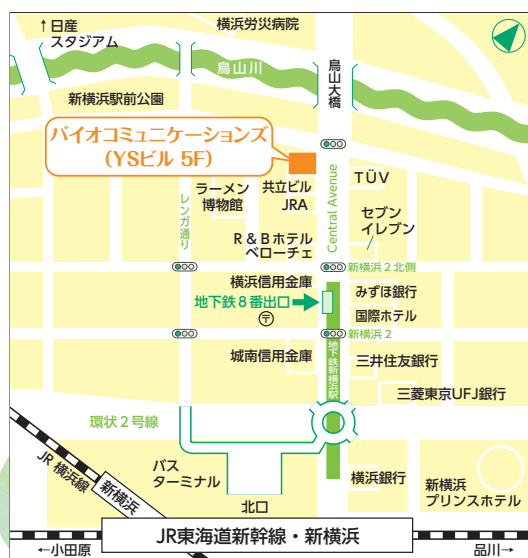 ↑日産
スタジアム
横浜労災病院
鳥山川
鳥山大橋
新横浜駅前公園
バイオコミュニケーションズ
(YSビル 5F)
ラーメン
博物館
共立ビル
JRA
TÜV
Central Avenue
レンガ通り
セブン
イレブン
R&Bホテル
ベローチェ
新横浜2北側
横浜信用金庫
みずほ銀行
地下鉄8番出口
〒
国際ホテル
新横浜2
城南信用金庫
地下鉄新横浜駅
三井住友銀行
三菱東京UFJ銀行
環状2号線
バス
ターミナル
横浜銀行
新横浜
プリンスホテル
JR 横浜線
新横浜
北口
JR東海道新幹線・新横浜
←小田原
品川→